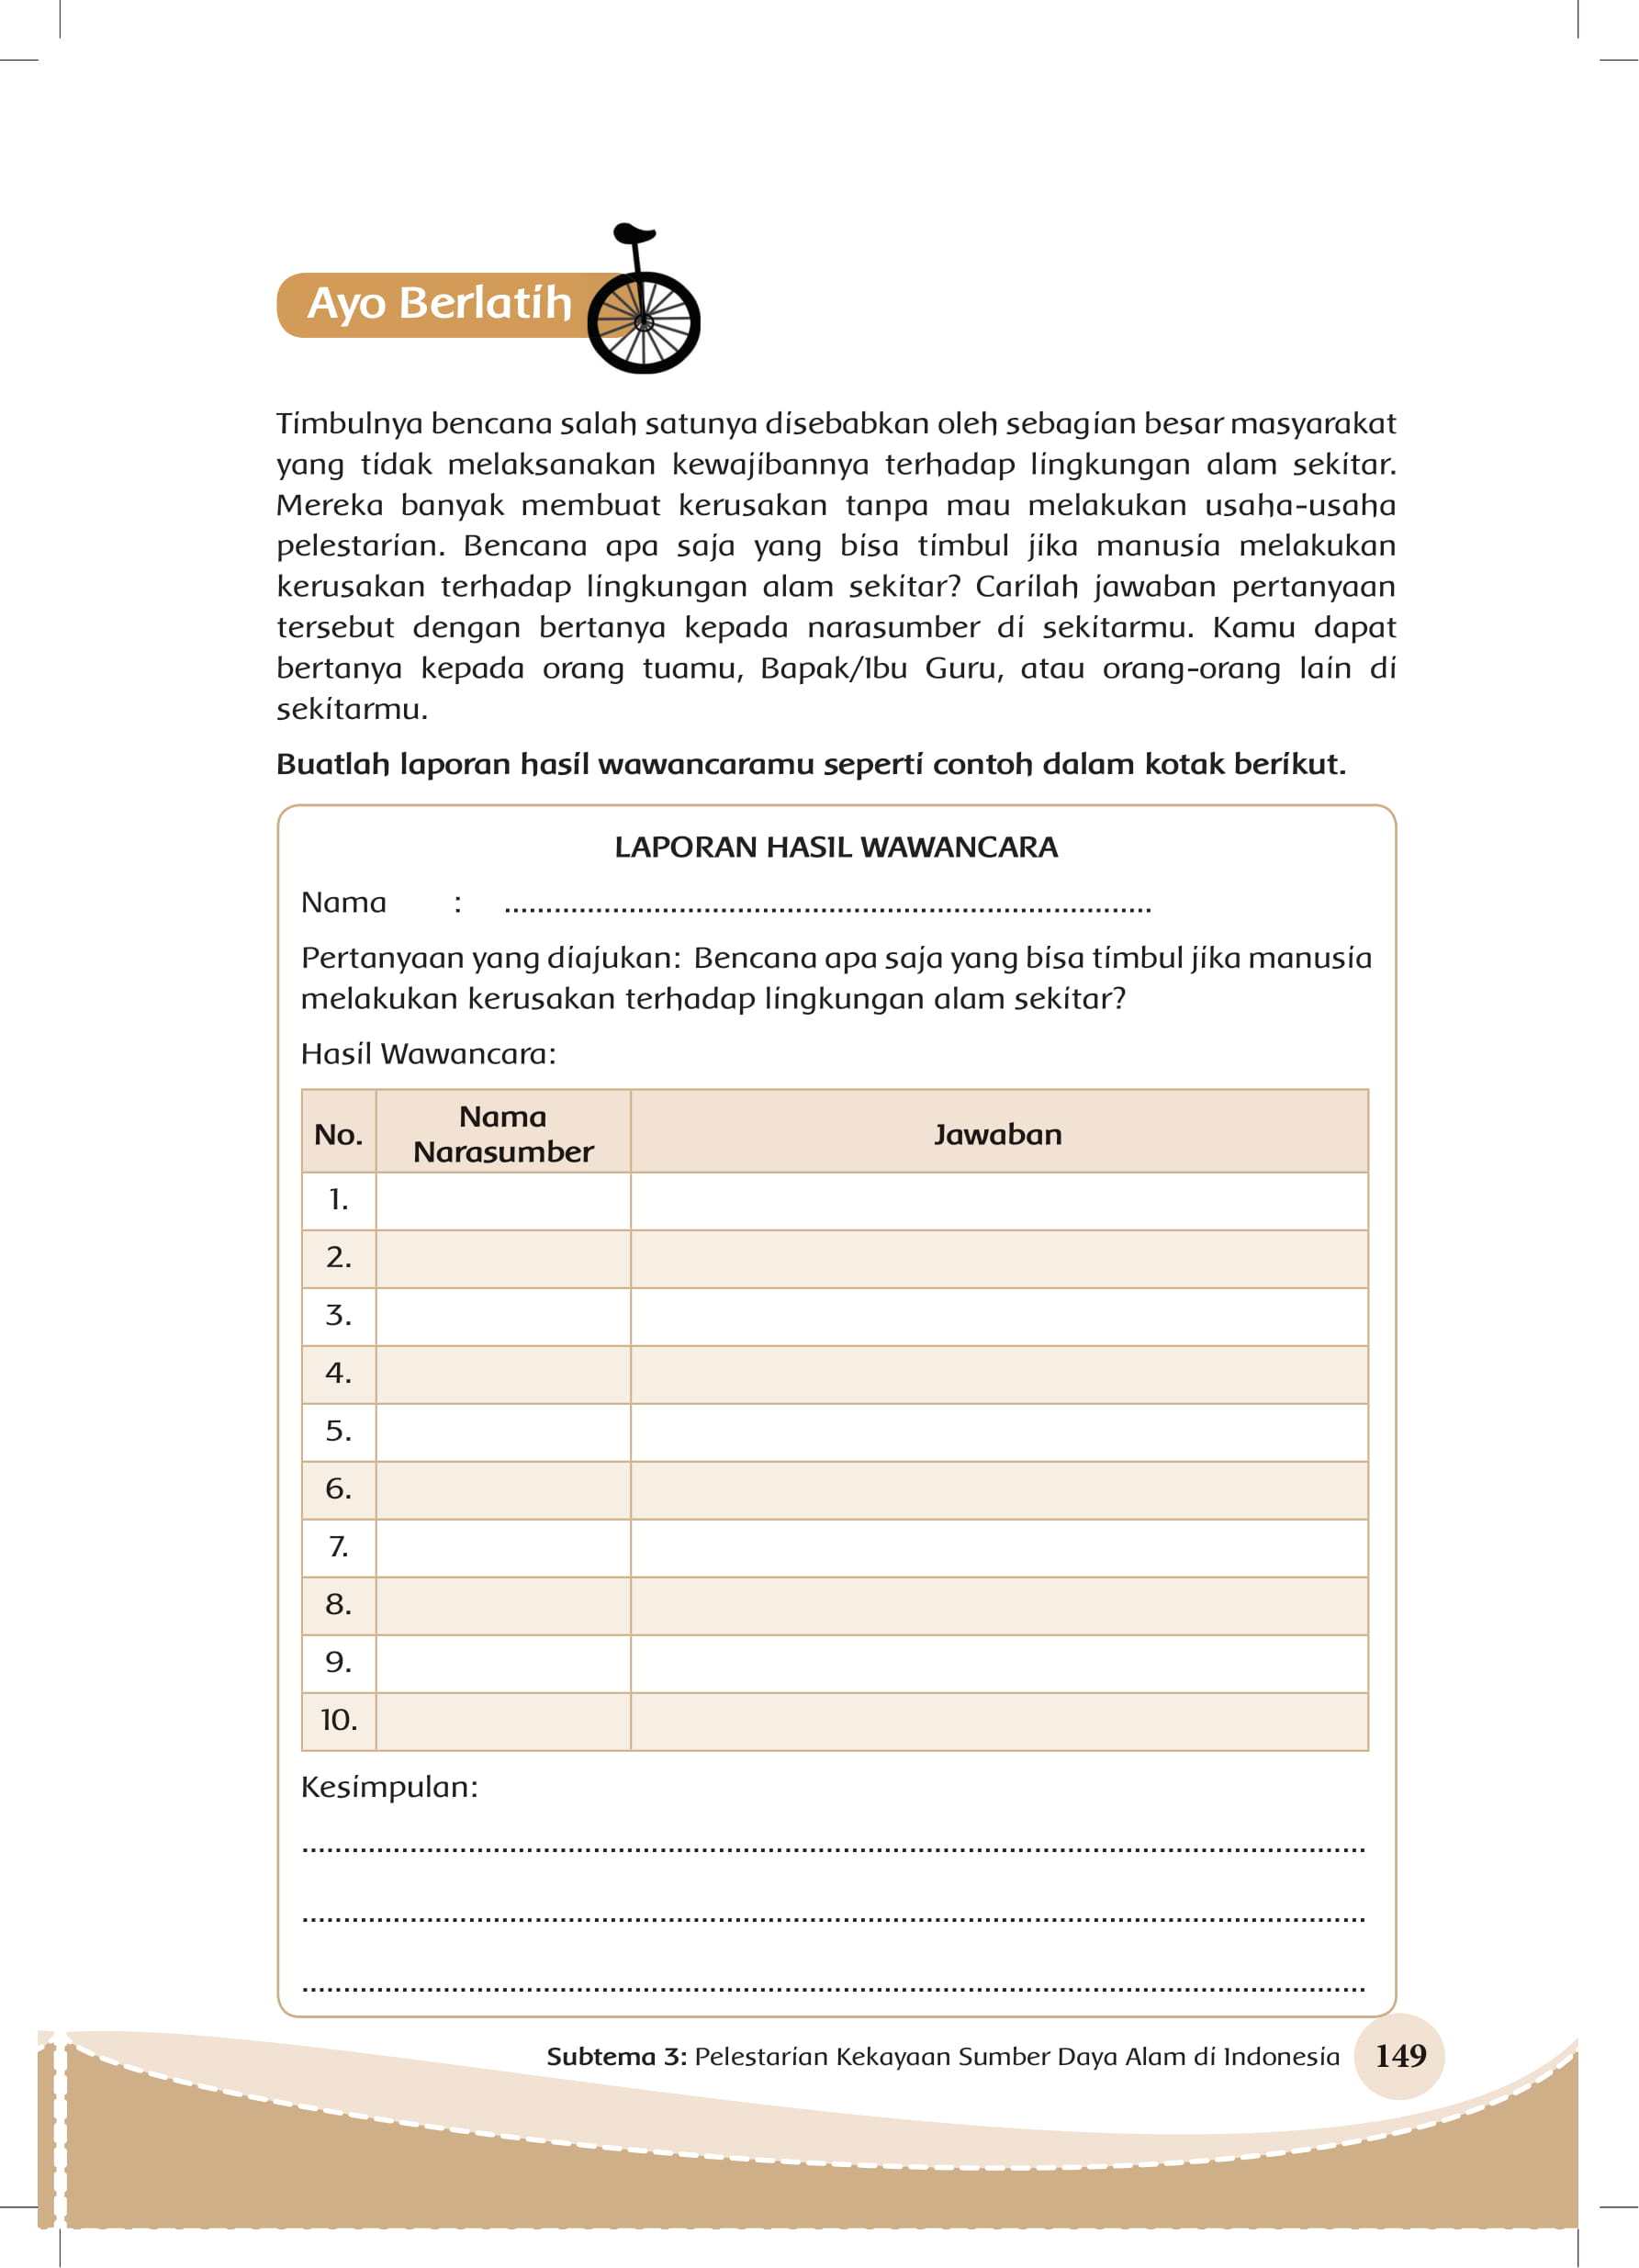 Ayo Berlatih
Timbulnya bencana salah satunya disebabkan oleh sebagian besar masyarakat
yang tidak melaksanakan kewajibannya terhadap lingkungan alam sekitar.
Mereka banyak membuat kerusakan tanpa mau melakukan usaha-usaha
pelestarian. Bencana apa saja yang bisa timbul jika manusia melakukan
kerusakan terhadap lingkungan alam sekitar? Carilah jawaban pertanyaan
tersebut dengan bertanya kepada narasumber di sekitarmu. Kamu dapat
bertanya kepada orang tuamu, Bapak/Ibu Guru, atau orang-orang lain di
sekitarmu.
Buatlah laporan hasil wawancaramu seperti contoh dalam kotak berikut.
LAPORAN HASIL WAWANCARA
Nama : ..............................................................................
Pertanyaan yang diajukan: Bencana apa saja yang bisa timbul jika manusia
melakukan kerusakan terhadap lingkungan alam sekitar?
Hasil Wawancara:
No. Nama Narasumber Jawaban
1.
2.
3.
4.
5.
6.
7.
8.
9.
10.
Kesimpulan:
................................................................................................................................
................................................................................................................................
................................................................................................................................
Subtema 3: Pelestarian Kekayaan Sumber Daya Alam di Indonesia 149